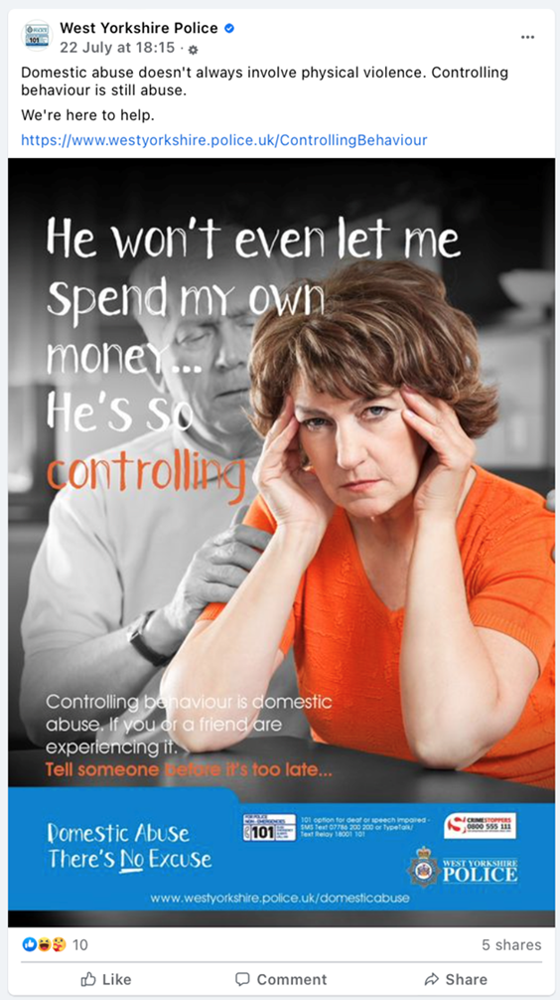 West Yorkshire Police
22 July at 18:15 ·
Domestic abuse doesn't always involve physical violence. Controlling
behaviour is still abuse.
We're here to help.
https://www.westyorkshire.police.uk/ControllingBehaviour
He won't even let me
spend my own
money...
He's so
controlling
Controlling behaviour is domestic
abuse. If you or a friend are
experiencing it.
Tell someone before it's too late...
Domestic Abuse
There's No Excuse
FOR POLICE
NON-EMERGENCIES
101
101 option for deaf or speech impaired -
SMS Text 07786 200 200 or TypeTalk/
Text Relay 18001 101
CRIMESTOPPERS
0800 555 111
WEST YORKSHIRE
POLICE
www.westyorkshire.police.uk/domesticabuse
10
5 shares
Like
Comment
Share